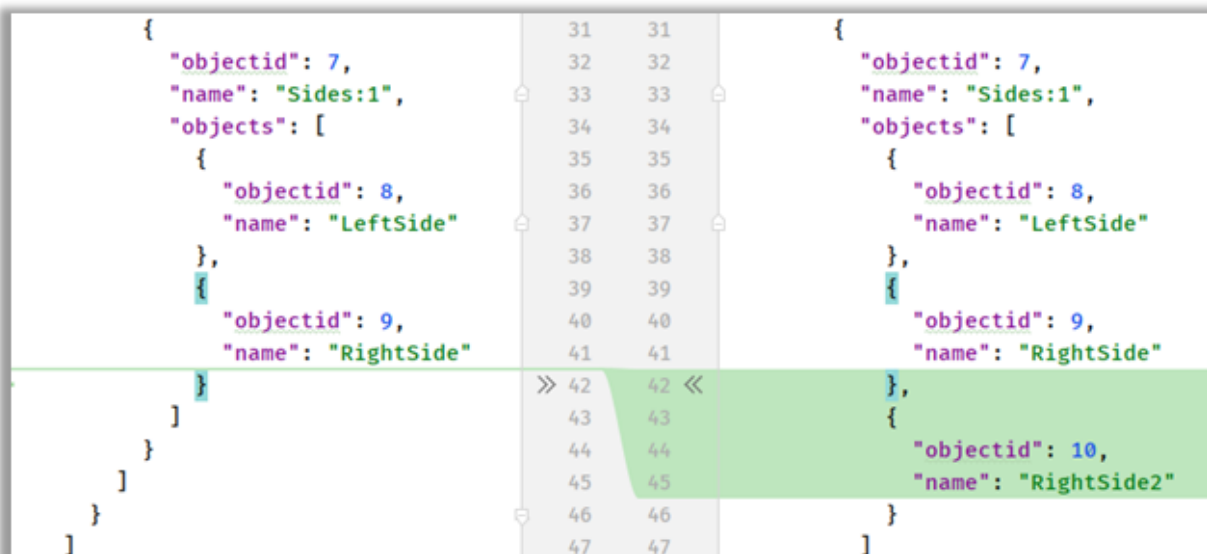 { 31 31 {
"objectid": 7, 32 32 "objectid": 7,
"name": "Sides:1", 33 33 "name": "Sides:1",
"objects": [ 34 34 "objects": [
{ 35 35 {
"objectid": 8, 36 36 "objectid": 8,
"name": "LeftSide" 37 37 "name": "LeftSide"
}, 38 38 },
{ 39 39 {
"objectid": 9, 40 40 "objectid": 9,
"name": "RightSide" 41 41 "name": "RightSide"
} » 42 42 « },
] 43 43 {
} 44 44 "objectid": 10,
] 45 45 "name": "RightSide2"
} 46 46 }
] 47 47 ]